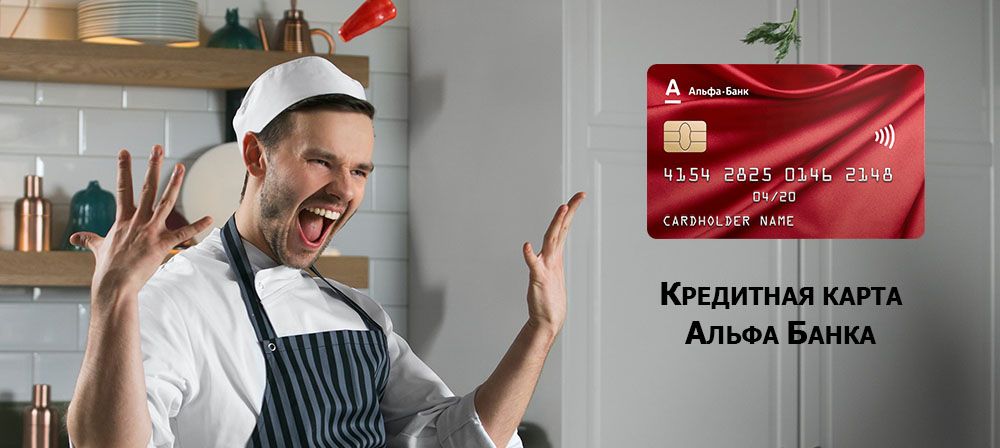 Альфа·Банк
4154 2825 0146 2148
04/20
CARDHOLDER NAME
Кредитная карта
Альфа Банка